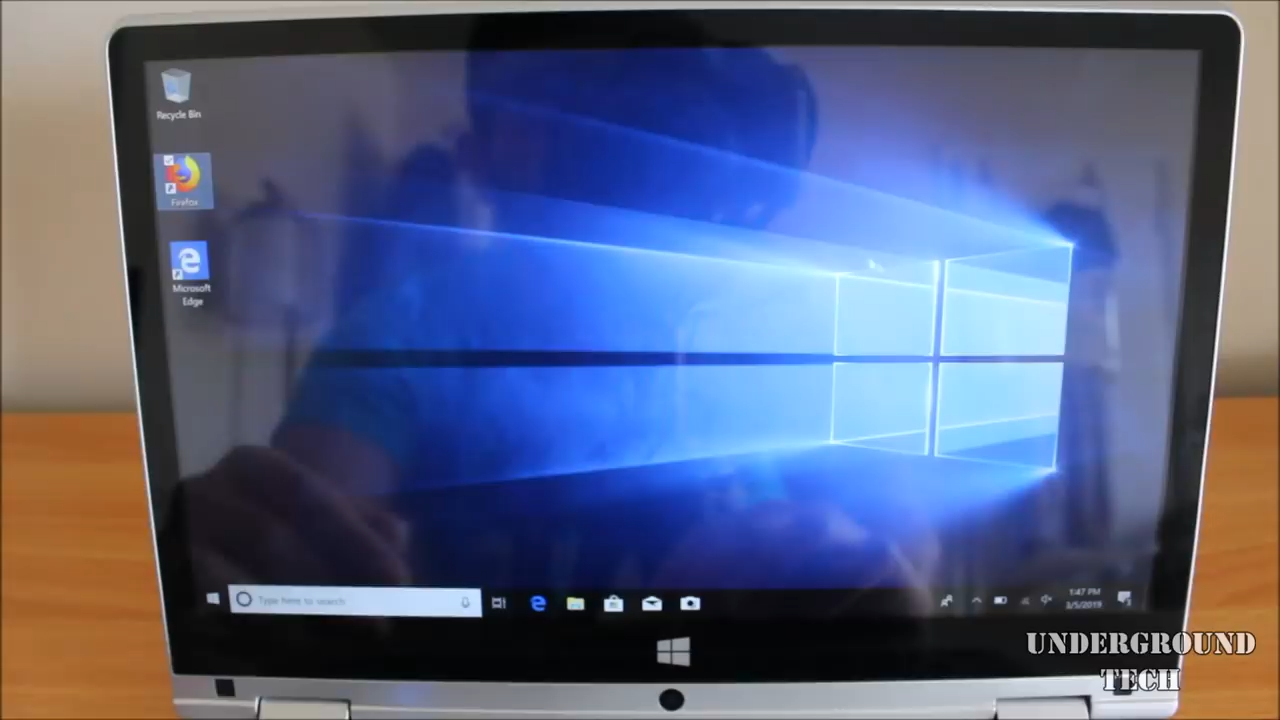 Recycle Bin
Firefox
Microsoft
Edge
Type here to search
1:47 PM
3/5/2019
UNDERGROUND
TECH